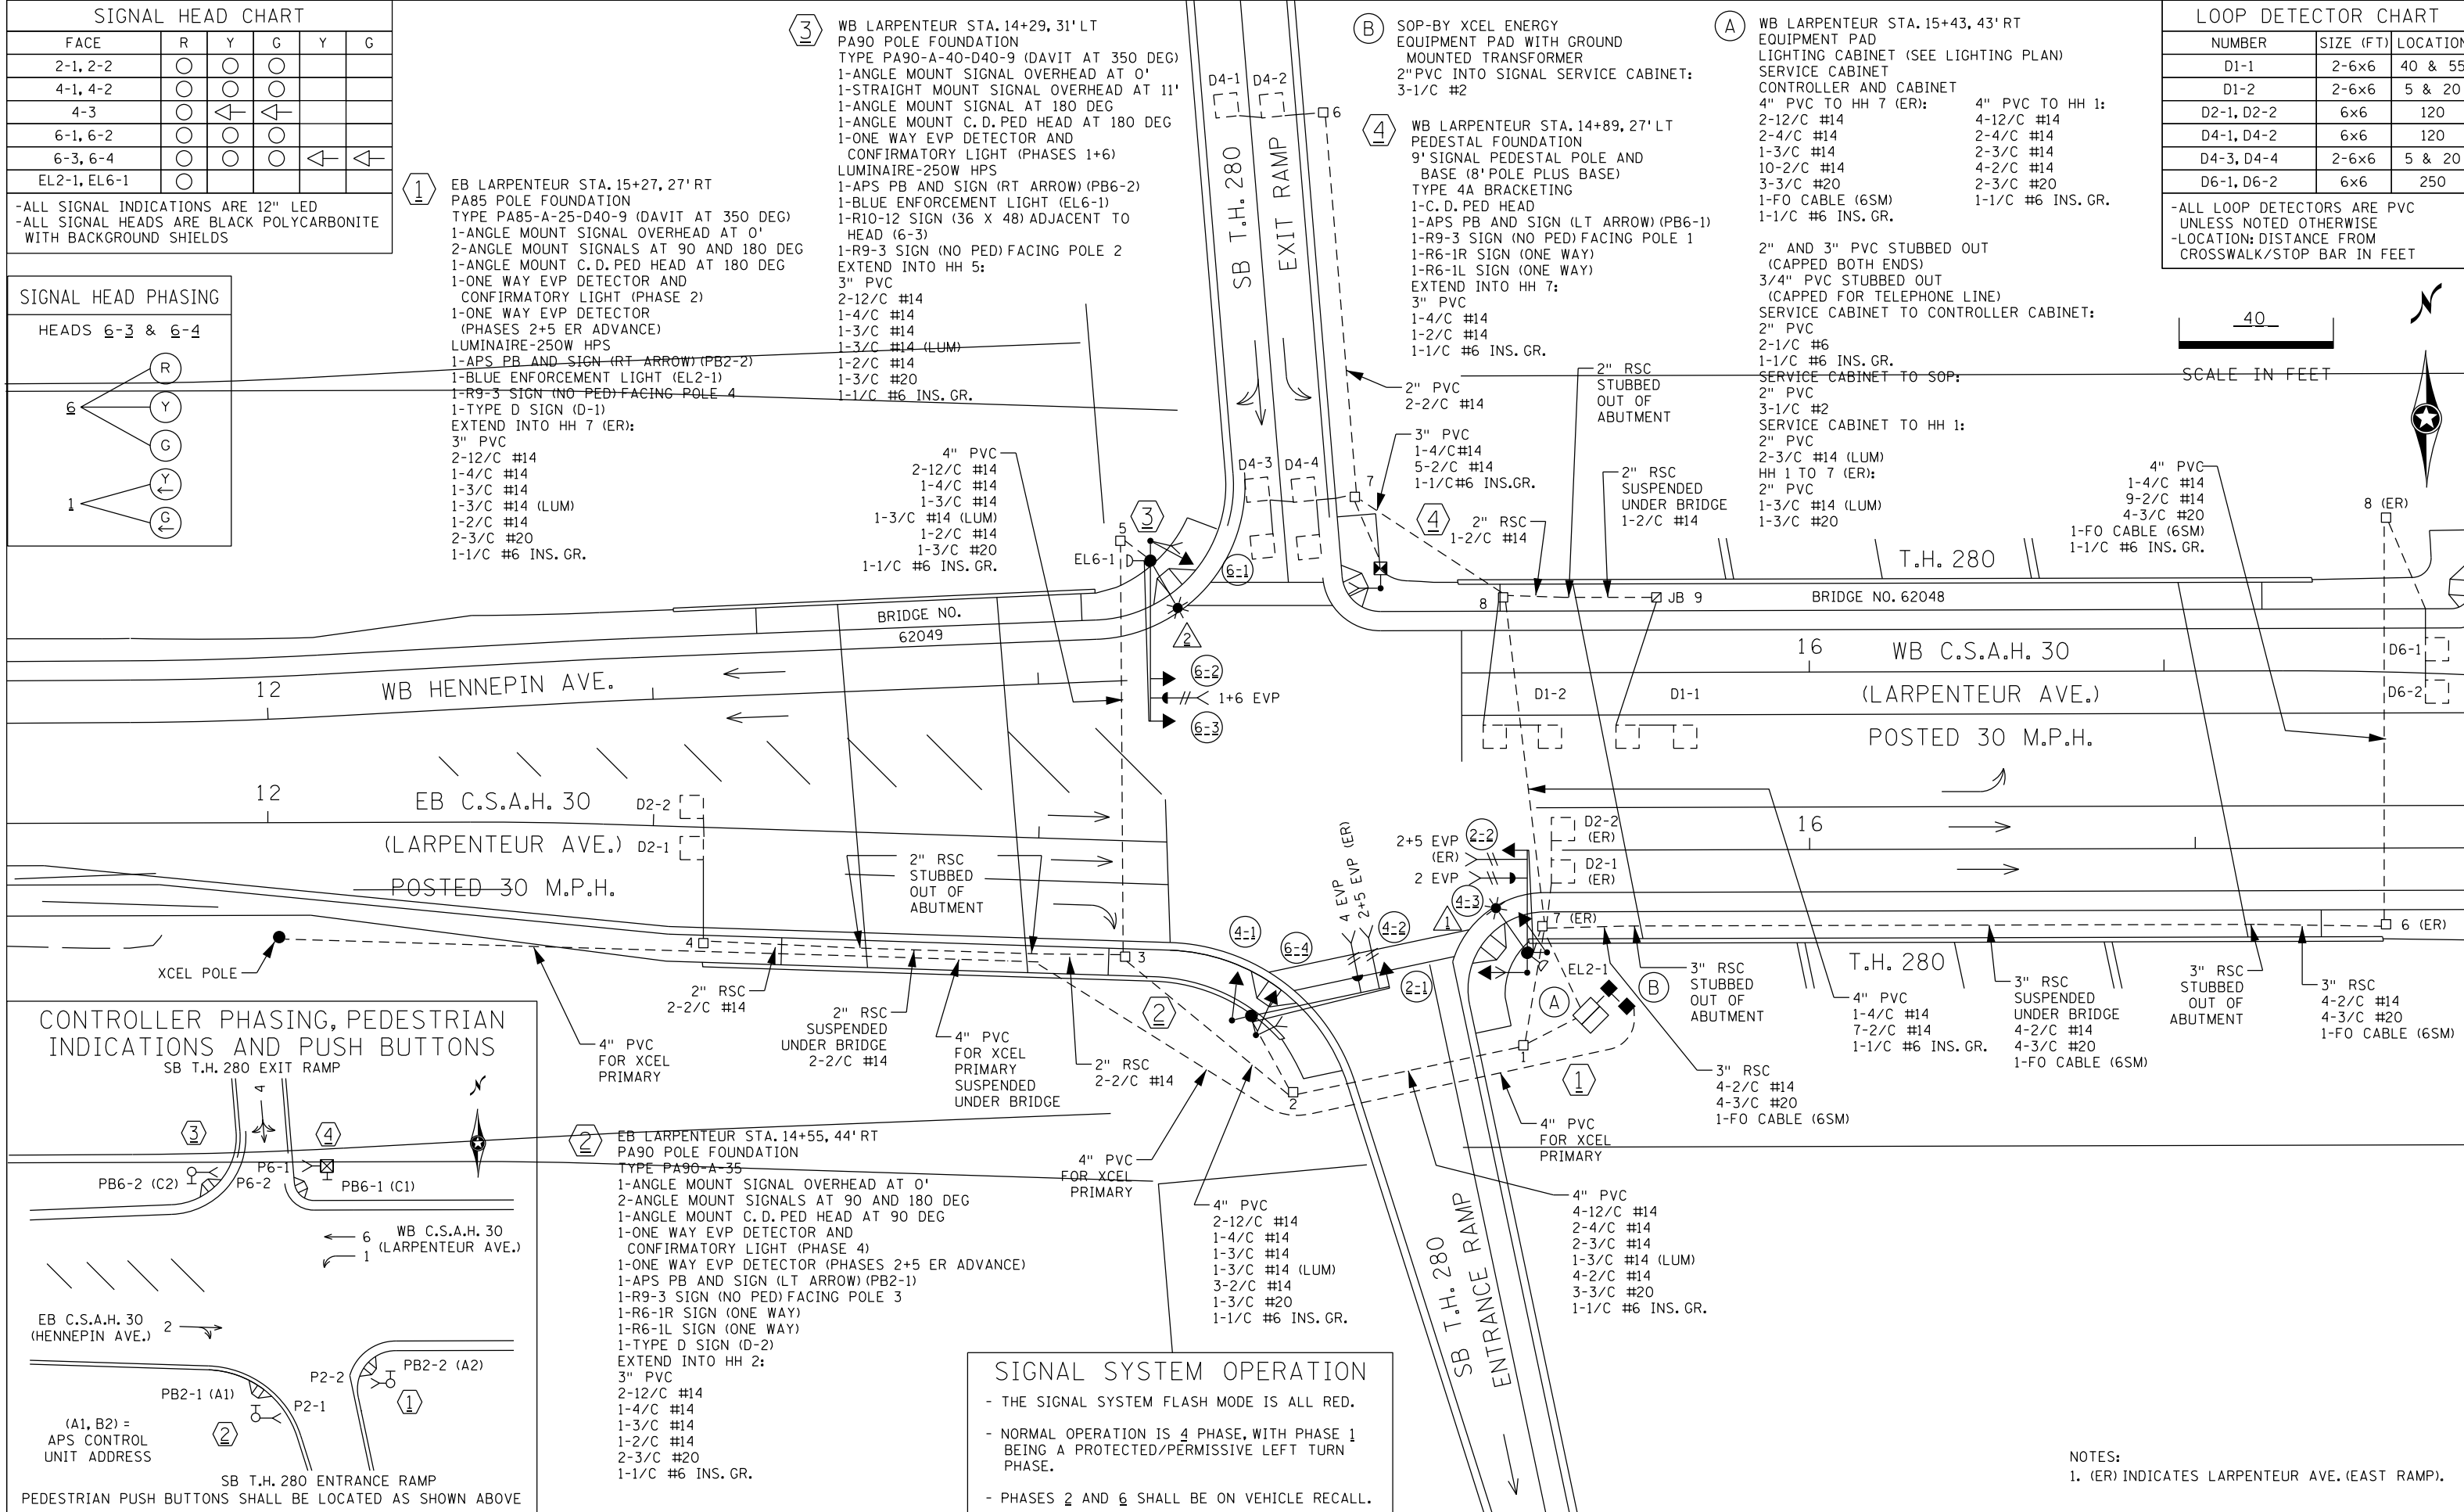 SIGNAL HEAD CHART
FACE R Y G Y G
2-1, 2-2
4-1, 4-2
4-3
6-1, 6-2
6-3, 6-4
EL2-1, EL6-1
-ALL SIGNAL INDICATIONS ARE 12" LED
-ALL SIGNAL HEADS ARE BLACK POLYCARBONITE
WITH BACKGROUND SHIELDS
SIGNAL HEAD PHASING
HEADS 6-3 & 6-4
R
6 Y
G
Y
1
G
1
EB LARPENTEUR STA. 15+27, 27' RT
PA85 POLE FOUNDATION
TYPE PA85-A-25-D40-9 (DAVIT AT 350 DEG)
1-ANGLE MOUNT SIGNAL OVERHEAD AT 0'
2-ANGLE MOUNT SIGNALS AT 90 AND 180 DEG
1-ANGLE MOUNT C.D. PED HEAD AT 180 DEG
1-ONE WAY EVP DETECTOR AND
CONFIRMATORY LIGHT (PHASE 2)
1-ONE WAY EVP DETECTOR
(PHASES 2+5 ER ADVANCE)
LUMINAIRE-250W HPS
1-APS PB AND SIGN (RT ARROW) (PB2-2)
1-BLUE ENFORCEMENT LIGHT (EL2-1)
1-R9-3 SIGN (NO PED) FACING POLE 4
1-TYPE D SIGN (D-1)
EXTEND INTO HH 7 (ER):
3" PVC
2-12/C #14
1-4/C #14
1-3/C #14
1-3/C #14 (LUM)
1-2/C #14
2-3/C #20
1-1/C #6 INS. GR.
3
WB LARPENTEUR STA. 14+29, 31' LT
PA90 POLE FOUNDATION
TYPE PA90-A-40-D40-9 (DAVIT AT 350 DEG)
1-ANGLE MOUNT SIGNAL OVERHEAD AT 0'
1-STRAIGHT MOUNT SIGNAL OVERHEAD AT 11'
1-ANGLE MOUNT SIGNAL AT 180 DEG
1-ANGLE MOUNT C.D. PED HEAD AT 180 DEG
1-ONE WAY EVP DETECTOR AND
CONFIRMATORY LIGHT (PHASES 1+6)
LUMINAIRE-250W HPS
1-APS PB AND SIGN (RT ARROW) (PB6-2)
1-BLUE ENFORCEMENT LIGHT (EL6-1)
1-R10-12 SIGN (36 X 48) ADJACENT TO
HEAD (6-3)
1-R9-3 SIGN (NO PED) FACING POLE 2
EXTEND INTO HH 5:
3" PVC
2-12/C #14
1-4/C #14
1-3/C #14
1-3/C #14 (LUM)
1-2/C #14
1-3/C #20
1-1/C #6 INS. GR.
B
SOP-BY XCEL ENERGY
EQUIPMENT PAD WITH GROUND
MOUNTED TRANSFORMER
2" PVC INTO SIGNAL SERVICE CABINET:
3-1/C #2
4
WB LARPENTEUR STA. 14+89, 27' LT
PEDESTAL FOUNDATION
9' SIGNAL PEDESTAL POLE AND
BASE (8' POLE PLUS BASE)
TYPE 4A BRACKETING
1-C.D. PED HEAD
1-APS PB AND SIGN (LT ARROW) (PB6-1)
1-R9-3 SIGN (NO PED) FACING POLE 1
1-R6-1R SIGN (ONE WAY)
1-R6-1L SIGN (ONE WAY)
EXTEND INTO HH 7:
3" PVC
1-4/C #14
1-2/C #14
1-1/C #6 INS. GR.
A
WB LARPENTEUR STA. 15+43, 43' RT
EQUIPMENT PAD
LIGHTING CABINET (SEE LIGHTING PLAN)
SERVICE CABINET
CONTROLLER AND CABINET
4" PVC TO HH 7 (ER):
2-12/C #14
2-4/C #14
1-3/C #14
10-2/C #14
3-3/C #20
1-FO CABLE (6SM)
1-1/C #6 INS. GR.
4" PVC TO HH 1:
4-12/C #14
2-4/C #14
2-3/C #14
4-2/C #14
2-3/C #20
1-1/C #6 INS. GR.
2" AND 3" PVC STUBBED OUT
(CAPPED BOTH ENDS)
3/4" PVC STUBBED OUT
(CAPPED FOR TELEPHONE LINE)
SERVICE CABINET TO CONTROLLER CABINET:
2" PVC
2-1/C #6
1-1/C #6 INS. GR.
SERVICE CABINET TO SOP:
2" PVC
3-1/C #2
SERVICE CABINET TO HH 1:
2" PVC
2-3/C #14 (LUM)
HH 1 TO 7 (ER):
2" PVC
1-3/C #14 (LUM)
1-3/C #20
LOOP DETECTOR CHART
NUMBER SIZE (FT) LOCATION
D1-1 2-6x6 40 & 55
D1-2 2-6x6 5 & 20
D2-1, D2-2 6x6 120
D4-1, D4-2 6x6 120
D4-3, D4-4 2-6x6 5 & 20
D6-1, D6-2 6x6 250
-ALL LOOP DETECTORS ARE PVC
UNLESS NOTED OTHERWISE
-LOCATION: DISTANCE FROM
CROSSWALK/STOP BAR IN FEET
N
40
SCALE IN FEET
D4-1 D4-2
6
SB T.H. 280
EXIT RAMP
D4-3 D4-4
7
2" PVC
2-2/C #14
3" PVC
1-4/C#14
5-2/C #14
1-1/C#6 INS.GR.
2" RSC
STUBBED
OUT OF
ABUTMENT
2" RSC
SUSPENDED
UNDER BRIDGE
1-2/C #14
4
2" RSC
1-2/C #14
4" PVC
2-12/C #14
1-4/C #14
1-3/C #14
1-3/C #14 (LUM)
1-2/C #14
1-3/C #20
1-1/C #6 INS. GR.
5
3
EL6-1
6-1
2
4" PVC
1-4/C #14
9-2/C #14
4-3/C #20
1-FO CABLE (6SM)
1-1/C #6 INS. GR.
8 (ER)
T.H. 280
8
JB 9
BRIDGE NO. 62048
BRIDGE NO.
62049
12
WB HENNEPIN AVE.
6-2
1+6 EVP
6-3
16
WB C.S.A.H. 30
(LARPENTEUR AVE.)
POSTED 30 M.P.H.
D1-2
D1-1
D6-1
D6-2
12
EB C.S.A.H. 30
(LARPENTEUR AVE.)
POSTED 30 M.P.H.
D2-2
D2-1
2" RSC
STUBBED
OUT OF
ABUTMENT
4 EVP
2+5 EVP (ER)
2+5 EVP
(ER)
2 EVP
2-2
4-3
1
D2-2
(ER)
D2-1
(ER)
16
7 (ER)
6 (ER)
4-1
6-4
4-2
2-1
EL2-1
A
B
T.H. 280
4
3
XCEL POLE
2" RSC
2-2/C #14
4" PVC
FOR XCEL
PRIMARY
2" RSC
SUSPENDED
UNDER BRIDGE
2-2/C #14
4" PVC
FOR XCEL
PRIMARY
SUSPENDED
UNDER BRIDGE
2" RSC
2-2/C #14
2
2
1
1
3" RSC
STUBBED
OUT OF
ABUTMENT
4" PVC
1-4/C #14
7-2/C #14
1-1/C #6 INS. GR.
3" RSC
SUSPENDED
UNDER BRIDGE
4-2/C #14
4-3/C #20
1-FO CABLE (6SM)
3" RSC
STUBBED
OUT OF
ABUTMENT
3" RSC
4-2/C #14
4-3/C #20
1-FO CABLE (6SM)
3" RSC
4-2/C #14
4-3/C #20
1-FO CABLE (6SM)
4" PVC
FOR XCEL
PRIMARY
4" PVC
FOR XCEL
PRIMARY
4" PVC
2-12/C #14
1-4/C #14
1-3/C #14
1-3/C #14 (LUM)
3-2/C #14
1-3/C #20
1-1/C #6 INS. GR.
4" PVC
4-12/C #14
2-4/C #14
2-3/C #14
1-3/C #14 (LUM)
4-2/C #14
3-3/C #20
1-1/C #6 INS. GR.
SB T.H. 280
ENTRANCE RAMP
CONTROLLER PHASING, PEDESTRIAN
INDICATIONS AND PUSH BUTTONS
SB T.H. 280 EXIT RAMP
4
N
3
4
P6-1
PB6-2 (C2)
P6-2
PB6-1 (C1)
6
1
WB C.S.A.H. 30
(LARPENTEUR AVE.)
EB C.S.A.H. 30
(HENNEPIN AVE.)
2
PB2-2 (A2)
P2-2
PB2-1 (A1)
P2-1
1
2
(A1, B2) =
APS CONTROL
UNIT ADDRESS
SB T.H. 280 ENTRANCE RAMP
PEDESTRIAN PUSH BUTTONS SHALL BE LOCATED AS SHOWN ABOVE
2
EB LARPENTEUR STA. 14+55, 44' RT
PA90 POLE FOUNDATION
TYPE PA90-A-35
1-ANGLE MOUNT SIGNAL OVERHEAD AT 0'
2-ANGLE MOUNT SIGNALS AT 90 AND 180 DEG
1-ANGLE MOUNT C.D. PED HEAD AT 90 DEG
1-ONE WAY EVP DETECTOR AND
CONFIRMATORY LIGHT (PHASE 4)
1-ONE WAY EVP DETECTOR (PHASES 2+5 ER ADVANCE)
1-APS PB AND SIGN (LT ARROW) (PB2-1)
1-R9-3 SIGN (NO PED) FACING POLE 3
1-R6-1R SIGN (ONE WAY)
1-R6-1L SIGN (ONE WAY)
1-TYPE D SIGN (D-2)
EXTEND INTO HH 2:
3" PVC
2-12/C #14
1-4/C #14
1-3/C #14
1-2/C #14
2-3/C #20
1-1/C #6 INS. GR.
SIGNAL SYSTEM OPERATION
- THE SIGNAL SYSTEM FLASH MODE IS ALL RED.
- NORMAL OPERATION IS 4 PHASE, WITH PHASE 1
BEING A PROTECTED/PERMISSIVE LEFT TURN
PHASE.
- PHASES 2 AND 6 SHALL BE ON VEHICLE RECALL.
NOTES:
1. (ER) INDICATES LARPENTEUR AVE. (EAST RAMP).